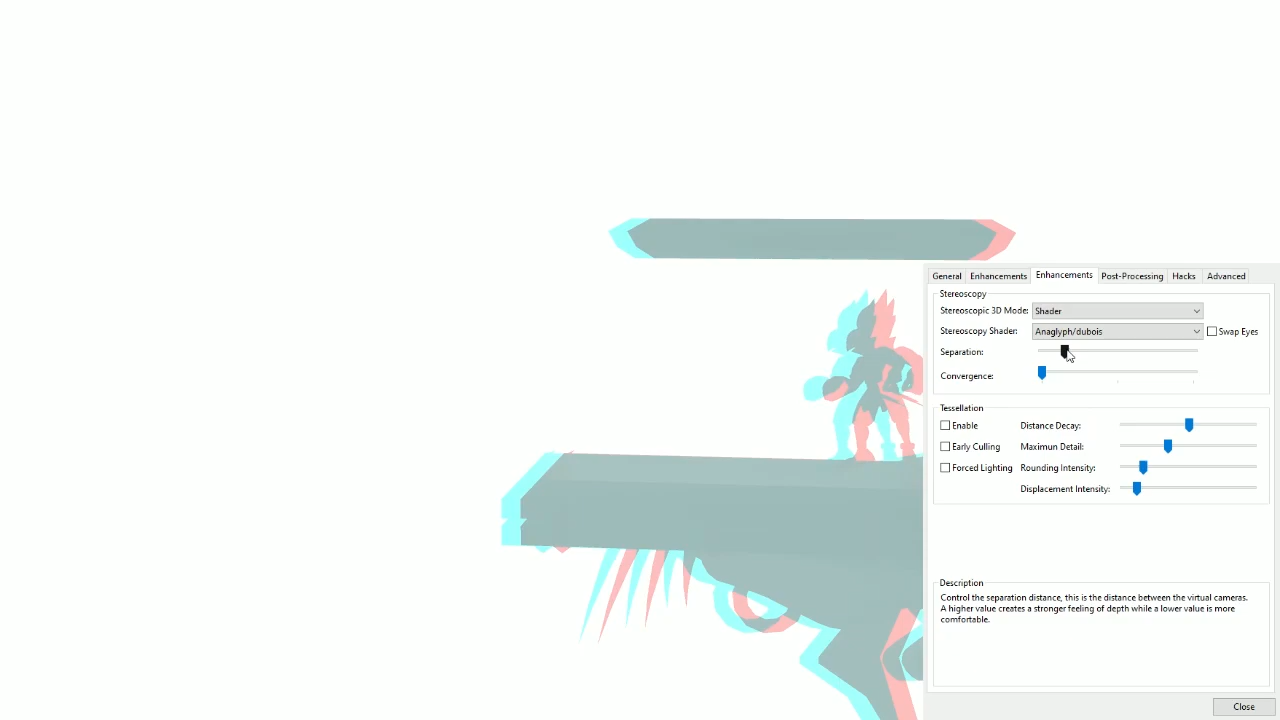 General Enhancements Enhancements Post-Processing Hacks Advanced
Stereoscopy
Stereoscopic 3D Mode: Shader
Stereoscopy Shader: Anaglyph/dubois Swap Eyes
Separation:
Convergence:
Tessellation
Enable Distance Decay:
Early Culling Maximun Detail:
Forced Lighting Rounding Intensity:
Displacement Intensity:
Description
Control the separation distance, this is the distance between the virtual cameras.
A higher value creates a stronger feeling of depth while a lower value is more
comfortable.
Close